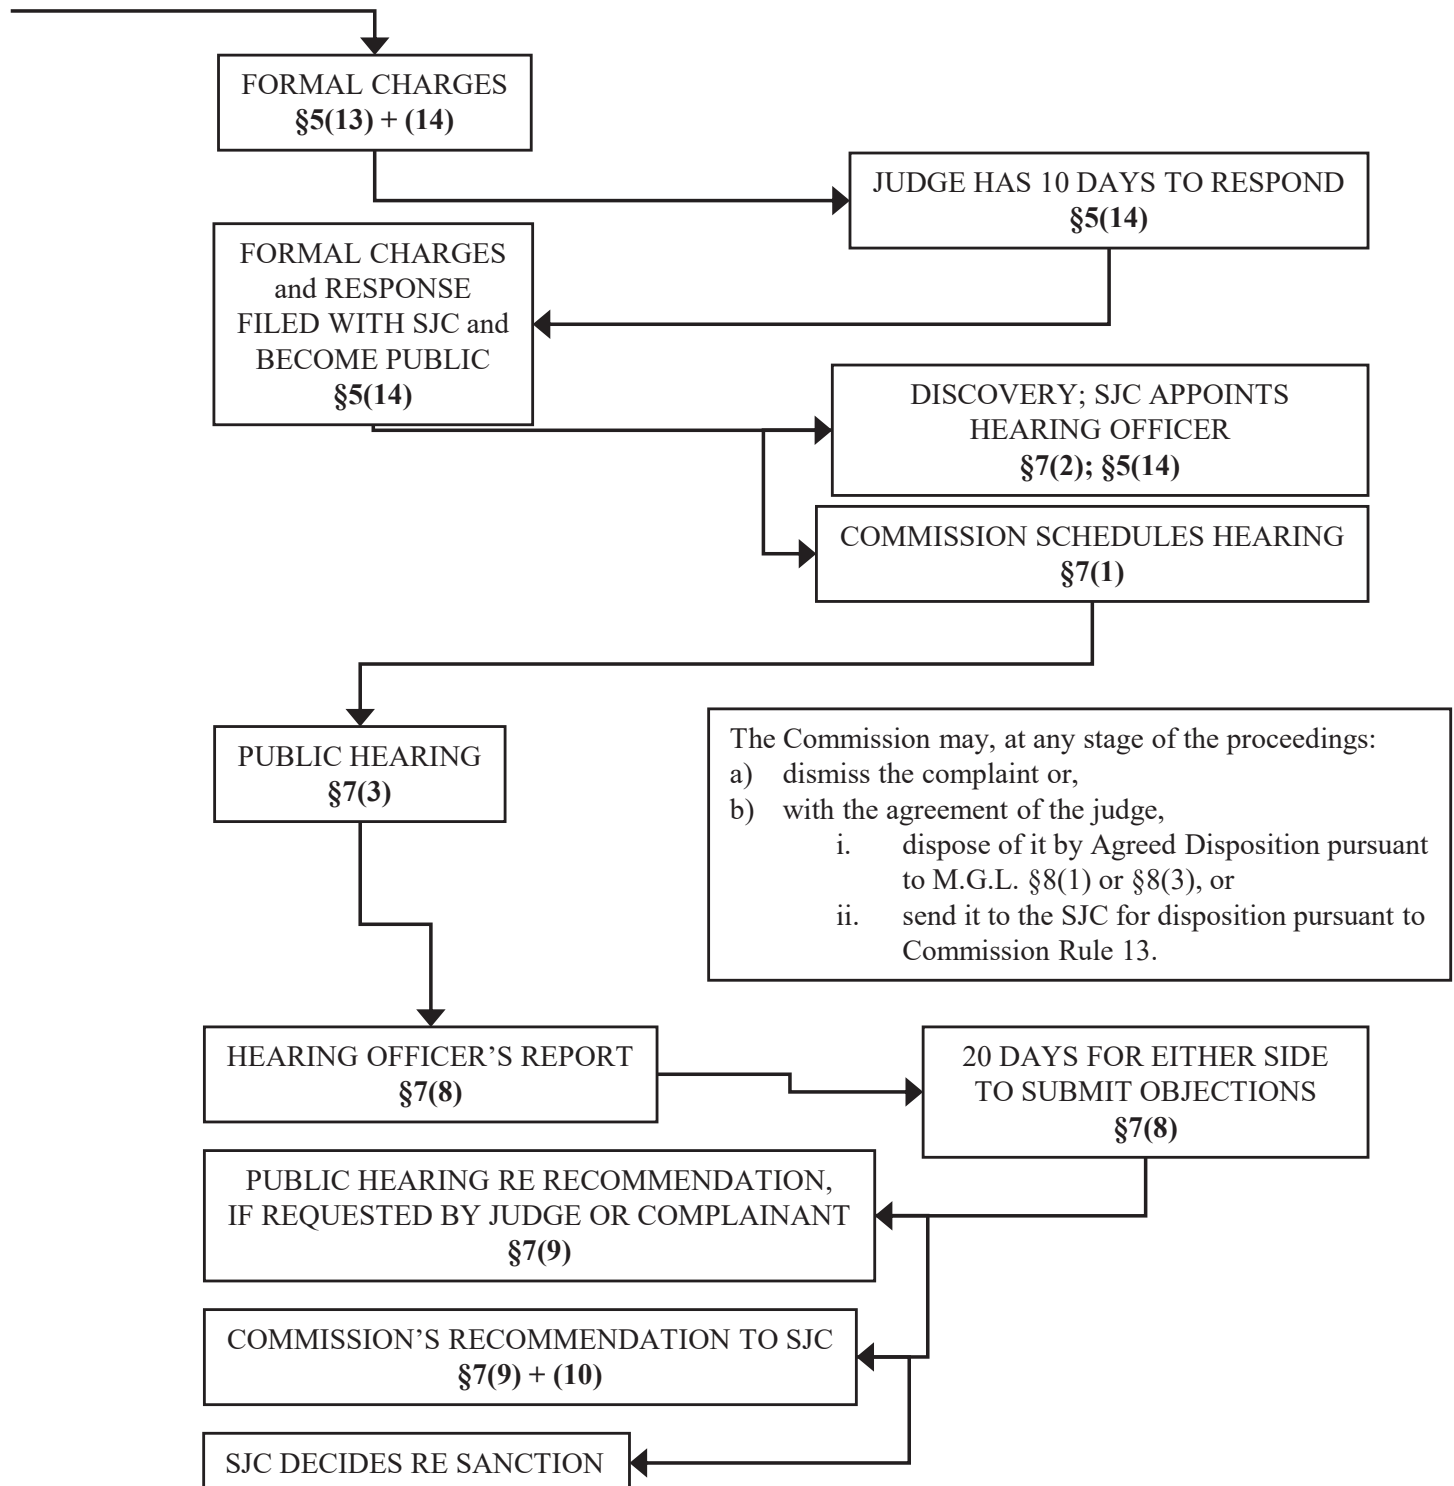 FORMAL CHARGES
§5(13) + (14)
JUDGE HAS 10 DAYS TO RESPOND
§5(14)
FORMAL CHARGES
and RESPONSE
FILED WITH SJC and
BECOME PUBLIC
§5(14)
DISCOVERY; SJC APPOINTS
HEARING OFFICER
§7(2); §5(14)
COMMISSION SCHEDULES HEARING
§7(1)
PUBLIC HEARING
§7(3)
The Commission may, at any stage of the proceedings:
a) dismiss the complaint or,
b) with the agreement of the judge,
i. dispose of it by Agreed Disposition pursuant
to M.G.L. §8(1) or §8(3), or
ii. send it to the SJC for disposition pursuant to
Commission Rule 13.
HEARING OFFICER’S REPORT
§7(8)
20 DAYS FOR EITHER SIDE
TO SUBMIT OBJECTIONS
§7(8)
PUBLIC HEARING RE RECOMMENDATION,
IF REQUESTED BY JUDGE OR COMPLAINANT
§7(9)
COMMISSION’S RECOMMENDATION TO SJC
§7(9) + (10)
SJC DECIDES RE SANCTION